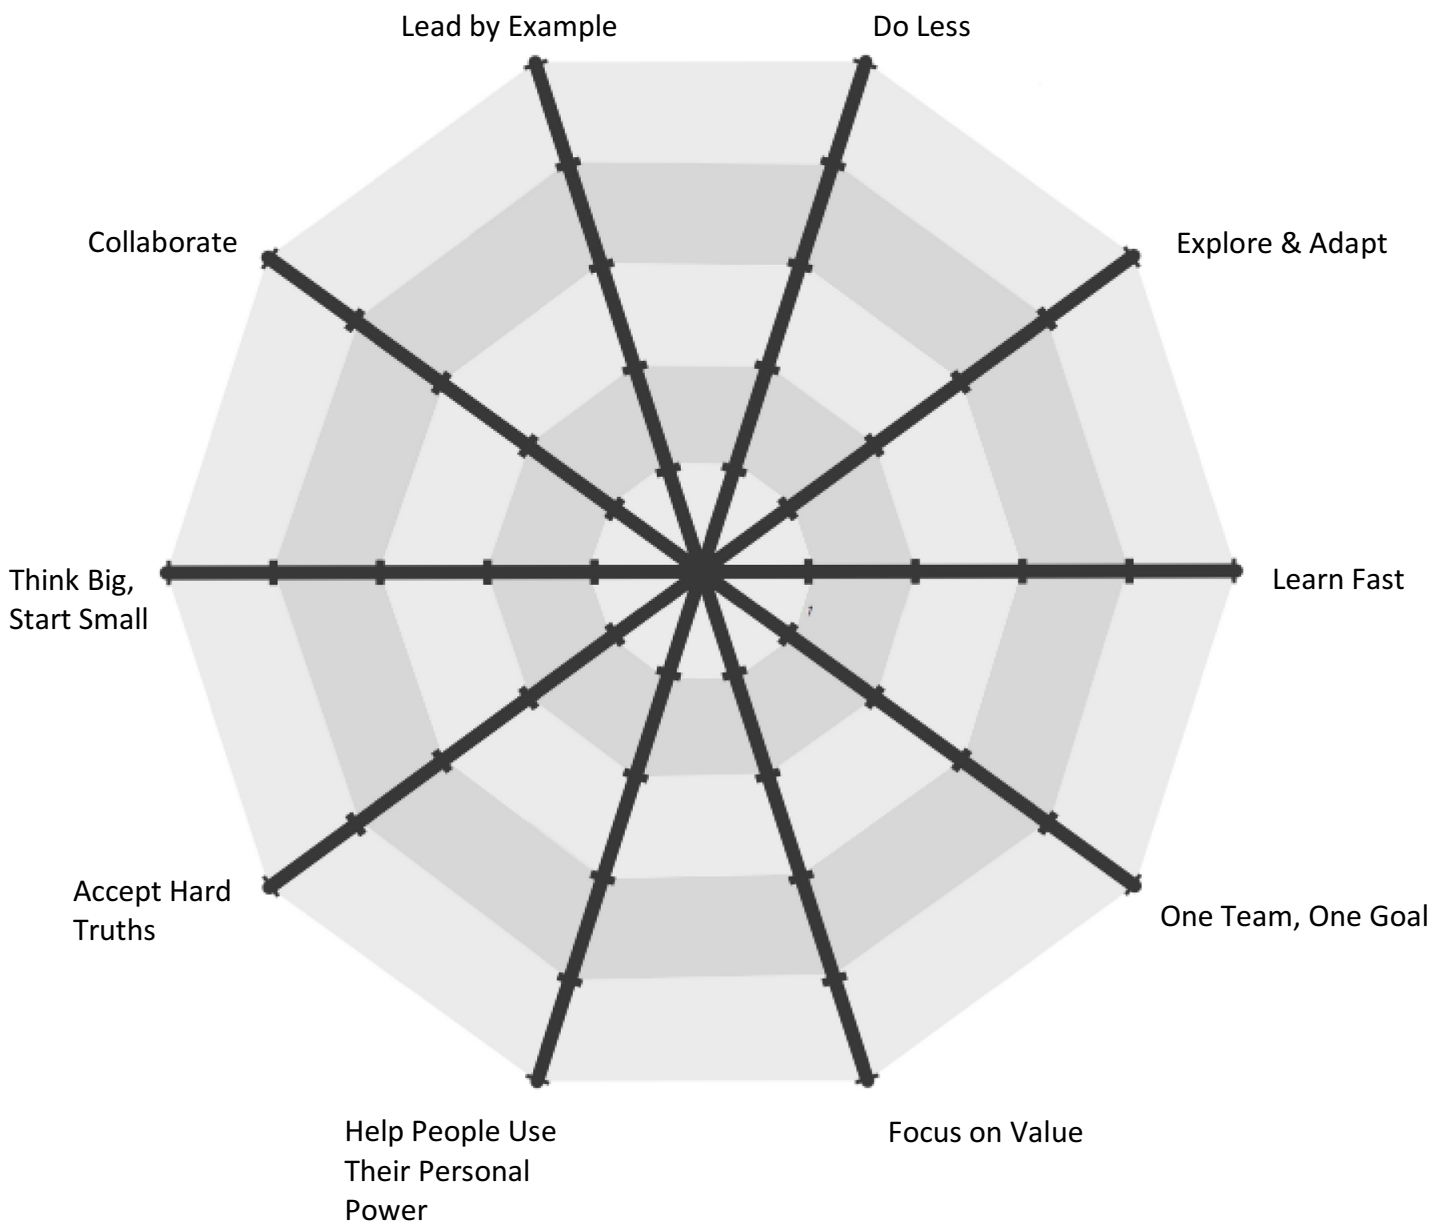 Lead by Example
Do Less
Collaborate
Explore & Adapt
Think Big,
Start Small
Learn Fast
Accept Hard
Truths
One Team, One Goal
Help People Use
Their Personal
Power
Focus on Value